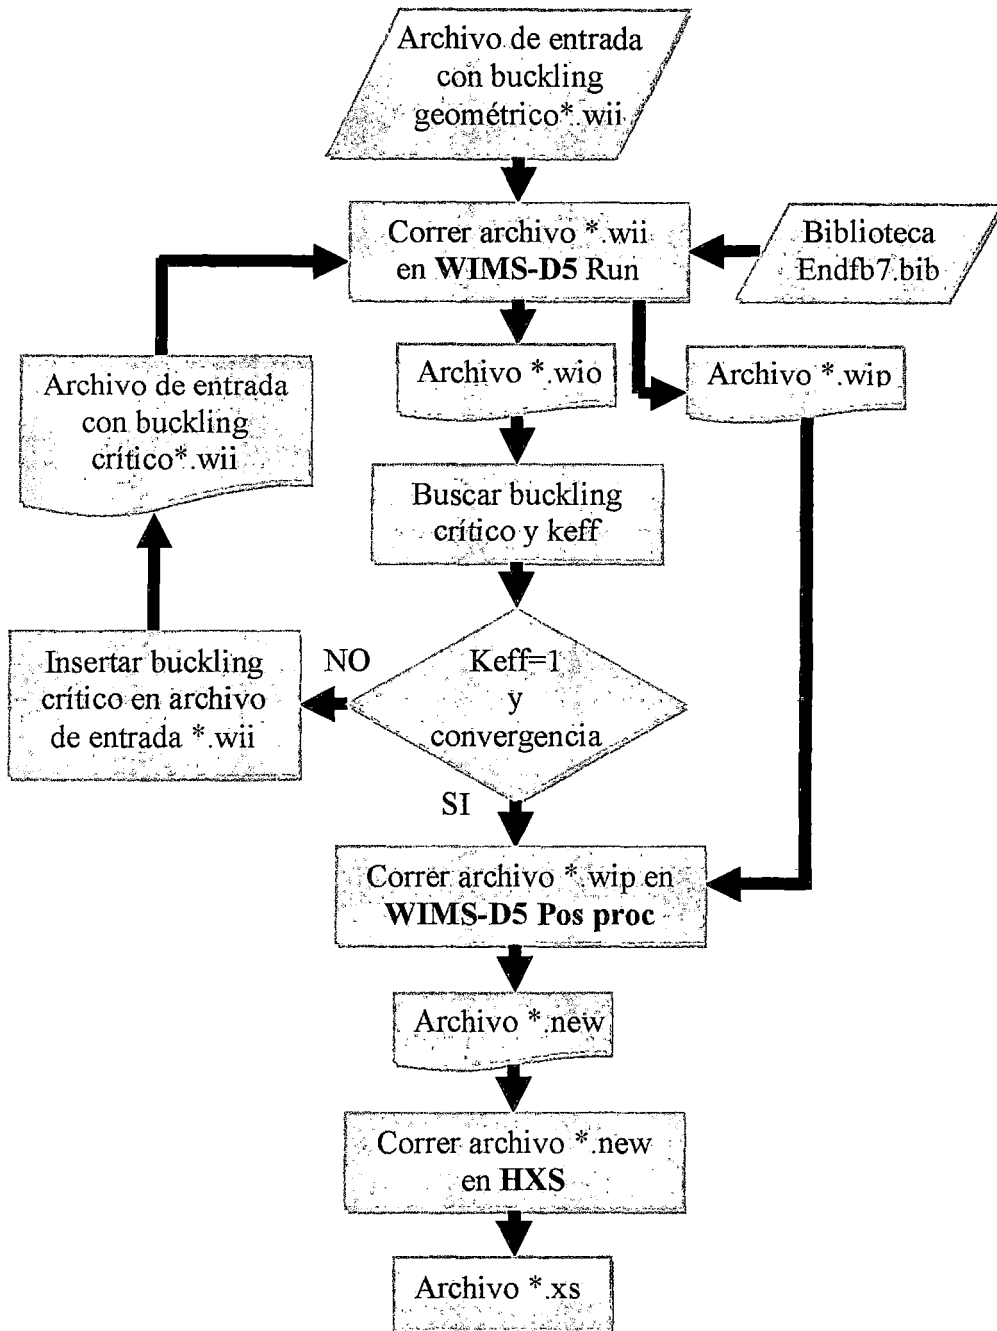 Archivo de entrada
con buckling
geométrico*.wii
Correr archivo *.wii
en WIMS-D5 Run
Biblioteca
Endfb7.bib
Archivo de entrada
con buckling
crítico*.wii
Archivo *.wio
Archivo *.wip
Buscar buckling
crítico y keff
Insertar buckling
crítico en archivo
de entrada *.wii
NO
Keff=1
y
convergencia
SI
Correr archivo *.wip en
WIMS-D5 Pos proc
Archivo *.new
Correr archivo *.new
en HXS
Archivo *.xs